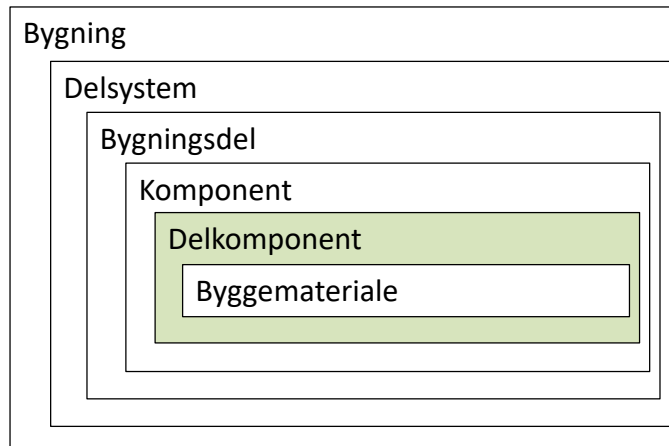 Bygning
Delsystem
Bygningsdel
Komponent
Delkomponent
Byggemateriale